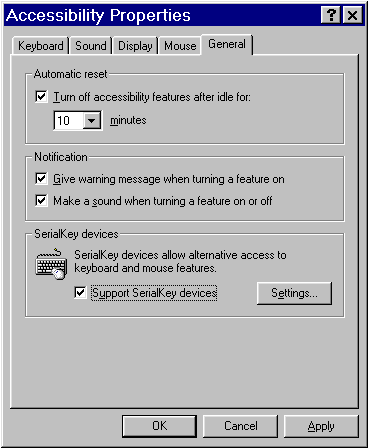 Accessibility Properties
Keyboard Sound Display Mouse General
Automatic reset
Turn off accessibility features after idle for:
10 minutes
Notification
Give warning message when turning a feature on
Make a sound when turning a feature on or off
SerialKey devices
SerialKey devices allow alternative access to
keyboard and mouse features.
Support SerialKey devices Settings...
OK Cancel Apply